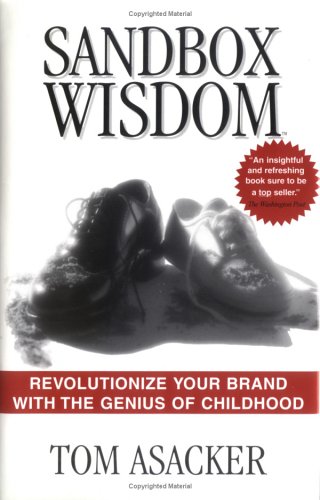 Copyrighted Material
SANDBOX
WISDOM™
"An insightful
and refreshing
book sure to be
a top seller."
The Washington Post
REVOLUTIONIZE YOUR BRAND
WITH THE GENIUS OF CHILDHOOD
TOM ASACKER
Copyrighted Material